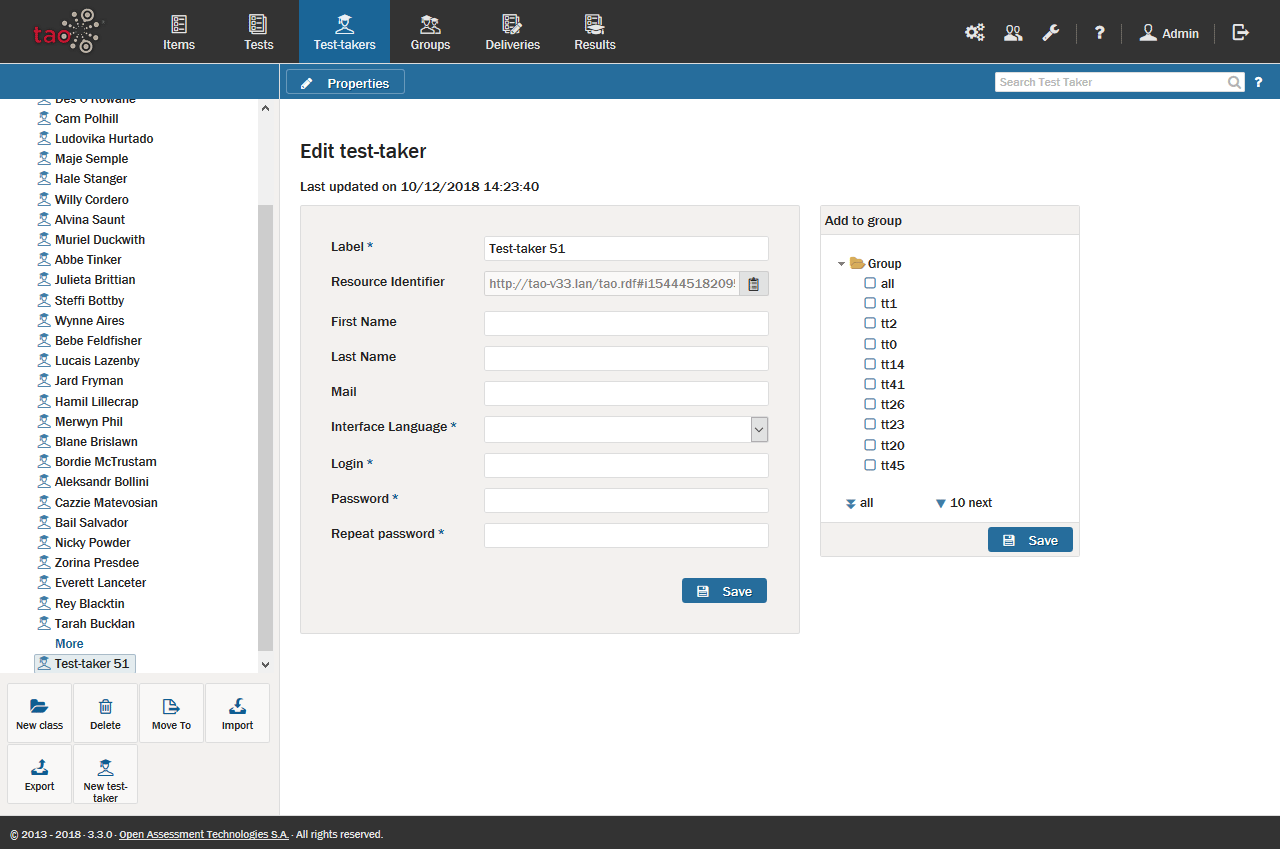 tao
Items
Tests
Test-takers
Groups
Deliveries
Results
?
Admin
Properties
Search Test Taker
?
Des O'Rowane
Cam Polhill
Ludovika Hurtado
Maje Semple
Hale Stanger
Willy Cordero
Alvina Saunt
Muriel Duckwith
Abbe Tinker
Julieta Brittian
Steffi Bottby
Wynne Aires
Bebe Feldfisher
Lucais Lazenby
Jard Fryman
Hamil Lillecrap
Merwyn Phil
Blane Brislawn
Bordie McTrustam
Aleksandr Bollini
Cazzie Matevosian
Bail Salvador
Nicky Powder
Zorina Presdee
Everett Lanceter
Rey Blacktin
Tarah Bucklan
More
Test-taker 51
New class
Delete
Move To
Import
Export
New test-
taker
Edit test-taker
Last updated on 10/12/2018 14:23:40
Label *
Test-taker 51
Resource Identifier
http://tao-v33.lan/tao.rdf#i154445182095
First Name
Last Name
Mail
Interface Language *
Login *
Password *
Repeat password *
Save
Add to group
Group
all
tt1
tt2
tt0
tt14
tt41
tt26
tt23
tt20
tt45
all
10 next
Save
© 2013 - 2018 · 3.3.0 · Open Assessment Technologies S.A. · All rights reserved.